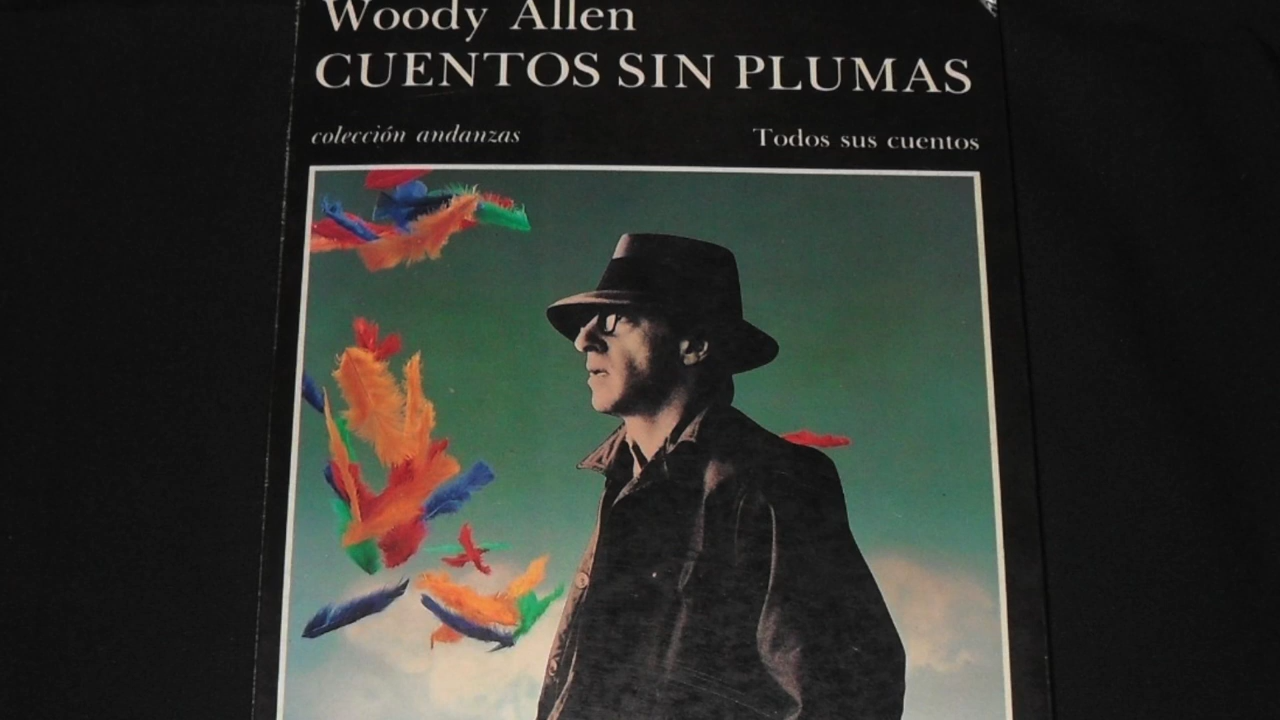 Woody Allen
CUENTOS SIN PLUMAS
colección andanzas
Todos sus cuentos